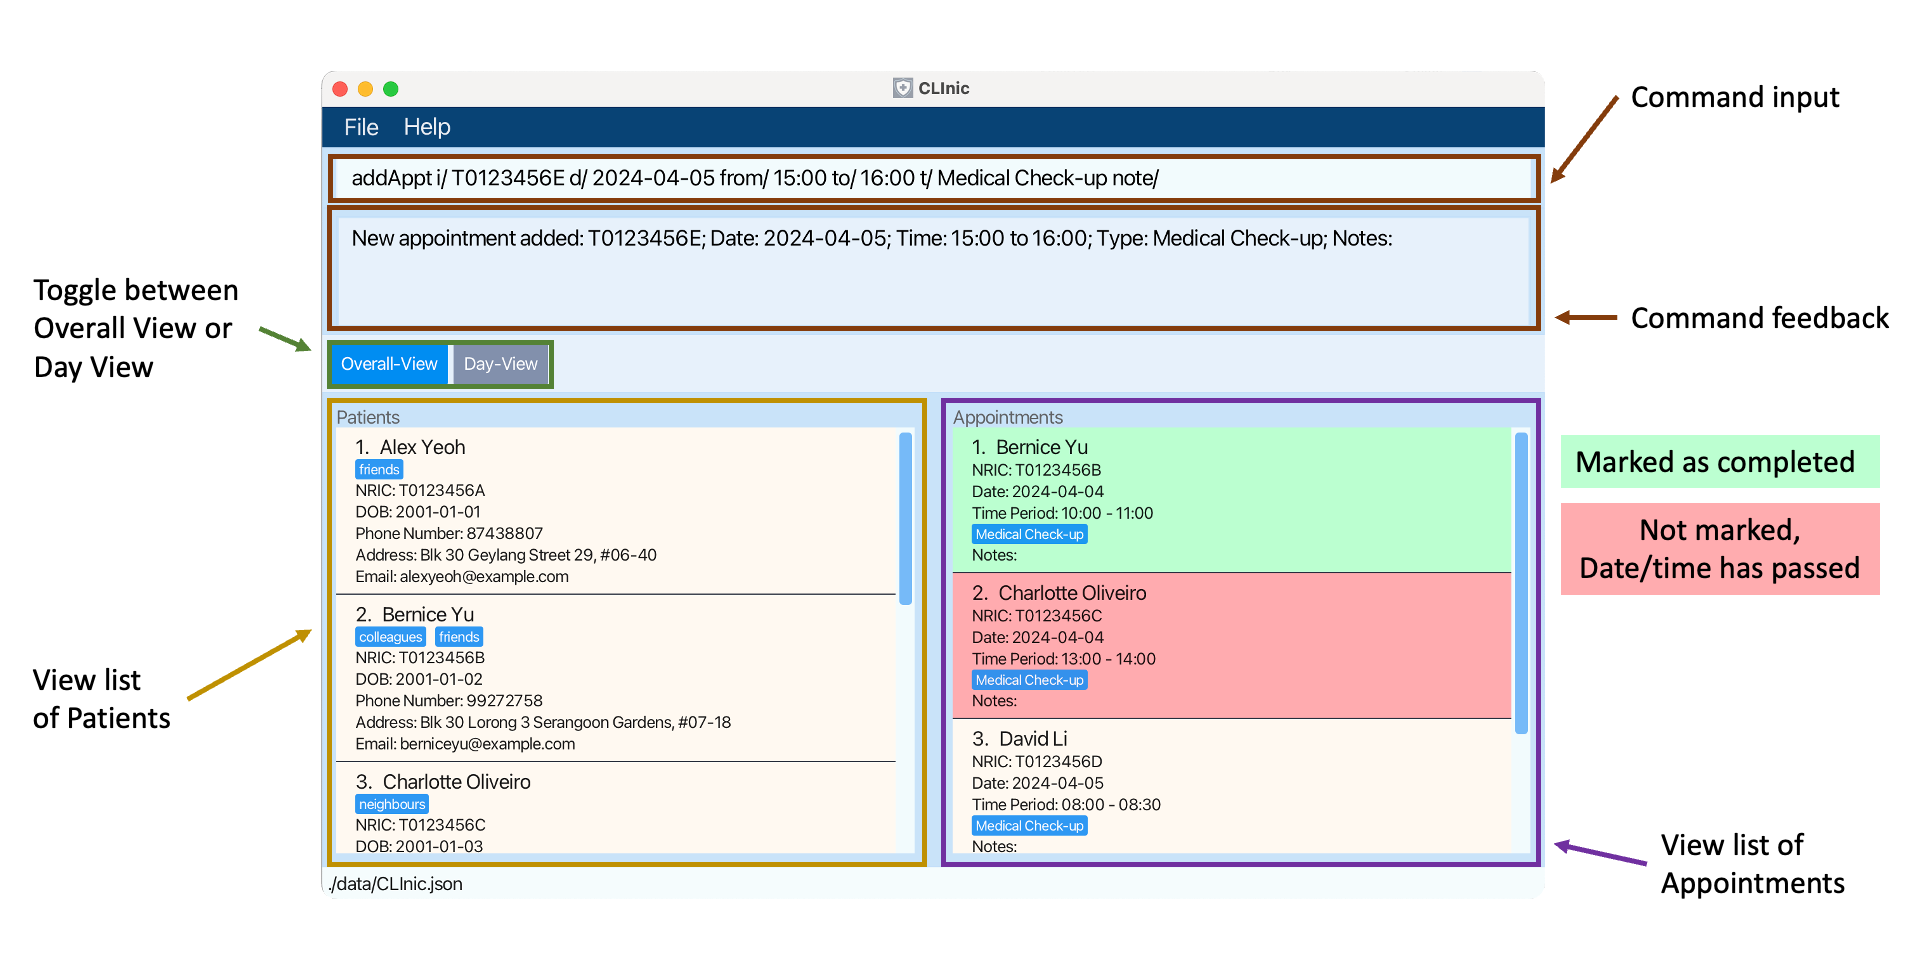 CLInic
File Help
addAppt i/ T0123456E d/ 2024-04-05 from/ 15:00 to/ 16:00 t/ Medical Check-up note/
New appointment added: T0123456E; Date: 2024-04-05; Time: 15:00 to 16:00; Type: Medical Check-up; Notes:
Command input
Command feedback
Toggle between
Overall View or
Day View
Overall-View Day-View
Patients
1. Alex Yeoh
friends
NRIC: T0123456A
DOB: 2001-01-01
Phone Number: 87438807
Address: Blk 30 Geylang Street 29, #06-40
Email: alexyeoh@example.com
2. Bernice Yu
colleagues friends
NRIC: T0123456B
DOB: 2001-01-02
Phone Number: 99272758
Address: Blk 30 Lorong 3 Serangoon Gardens, #07-18
Email: berniceyu@example.com
3. Charlotte Oliveiro
neighbours
NRIC: T0123456C
DOB: 2001-01-03
View list
of Patients
Appointments
1. Bernice Yu
NRIC: T0123456B
Date: 2024-04-04
Time Period: 10:00 - 11:00
Medical Check-up
Notes:
2. Charlotte Oliveiro
NRIC: T0123456C
Date: 2024-04-04
Time Period: 13:00 - 14:00
Medical Check-up
Notes:
3. David Li
NRIC: T0123456D
Date: 2024-04-05
Time Period: 08:00 - 08:30
Medical Check-up
Notes:
Marked as completed
Not marked,
Date/time has passed
View list of
Appointments
./data/CLInic.json